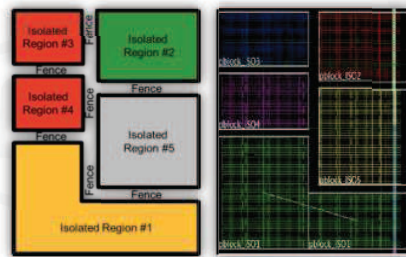 Isolated
Region #3
Fence
Isolated
Region #2
Fence
Fence
Isolated
Region #4
Fence
Isolated
Region #5
Fence
Fence
Fence
Isolated Region #1
pblock_ISO3
pblock_ISO2
pblock_ISO4
pblock_ISO5
pblock_ISO1
pblock_ISO1